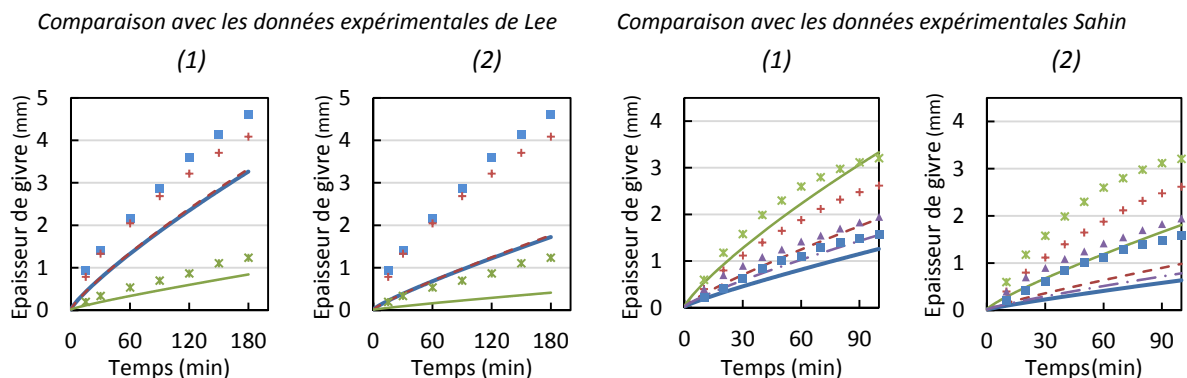 Comparaison avec les données expérimentales de Lee
Comparaison avec les données expérimentales Sahin
(1)
(2)
(1)
(2)
Epaisseur de givre (mm)
5
4
3
2
1
0
0 60 120 180
Temps (min)
Epaisseur de givre (mm)
5
4
3
2
1
0
0 60 120 180
Temps (min)
Epaisseur de givre (mm)
4
3
2
1
0
0 30 60 90
Temps (min)
Epaisseur de givre (mm)
4
3
2
1
0
0 30 60 90
Temps(min)